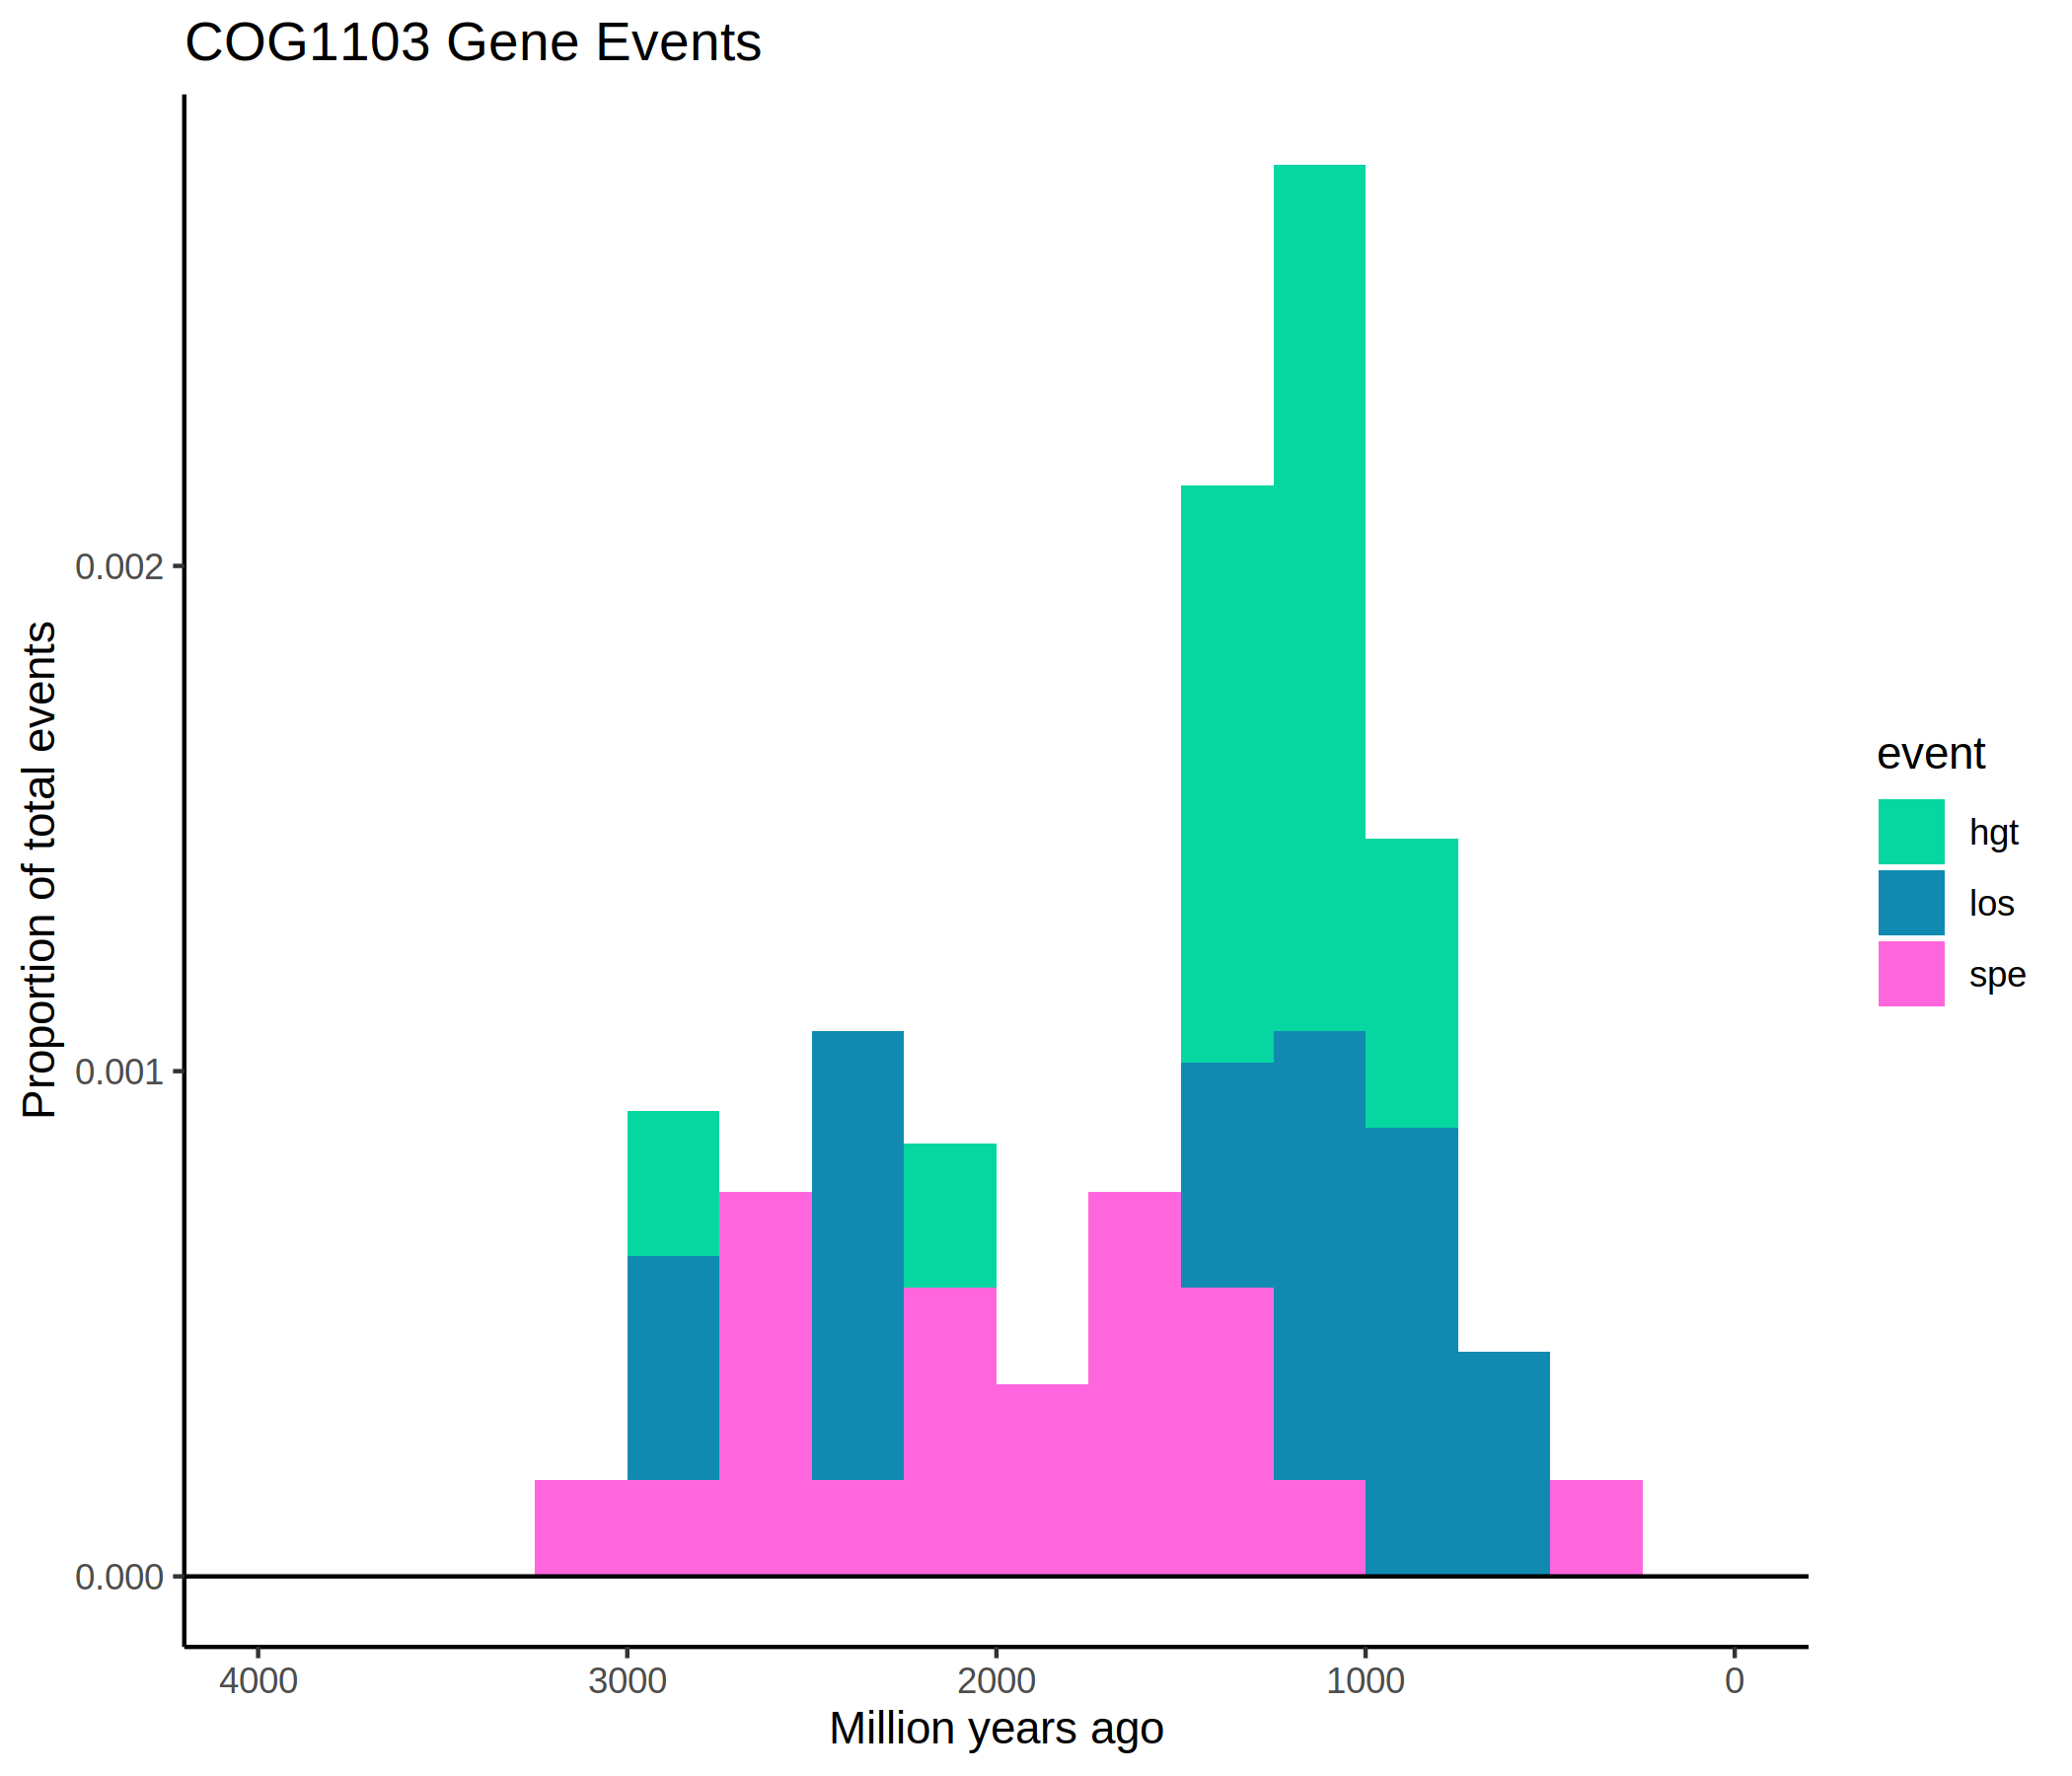 COG1103 Gene Events
Proportion of total events
0.002
0.001
0.000
4000 3000 2000 1000 0
Million years ago
event
hgt
los
spe